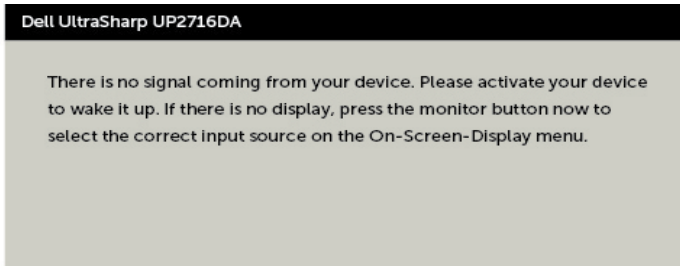 Dell UltraSharp UP2716DA
There is no signal coming from your device. Please activate your device
to wake it up. If there is no display, press the monitor button now to
select the correct input source on the On-Screen-Display menu.